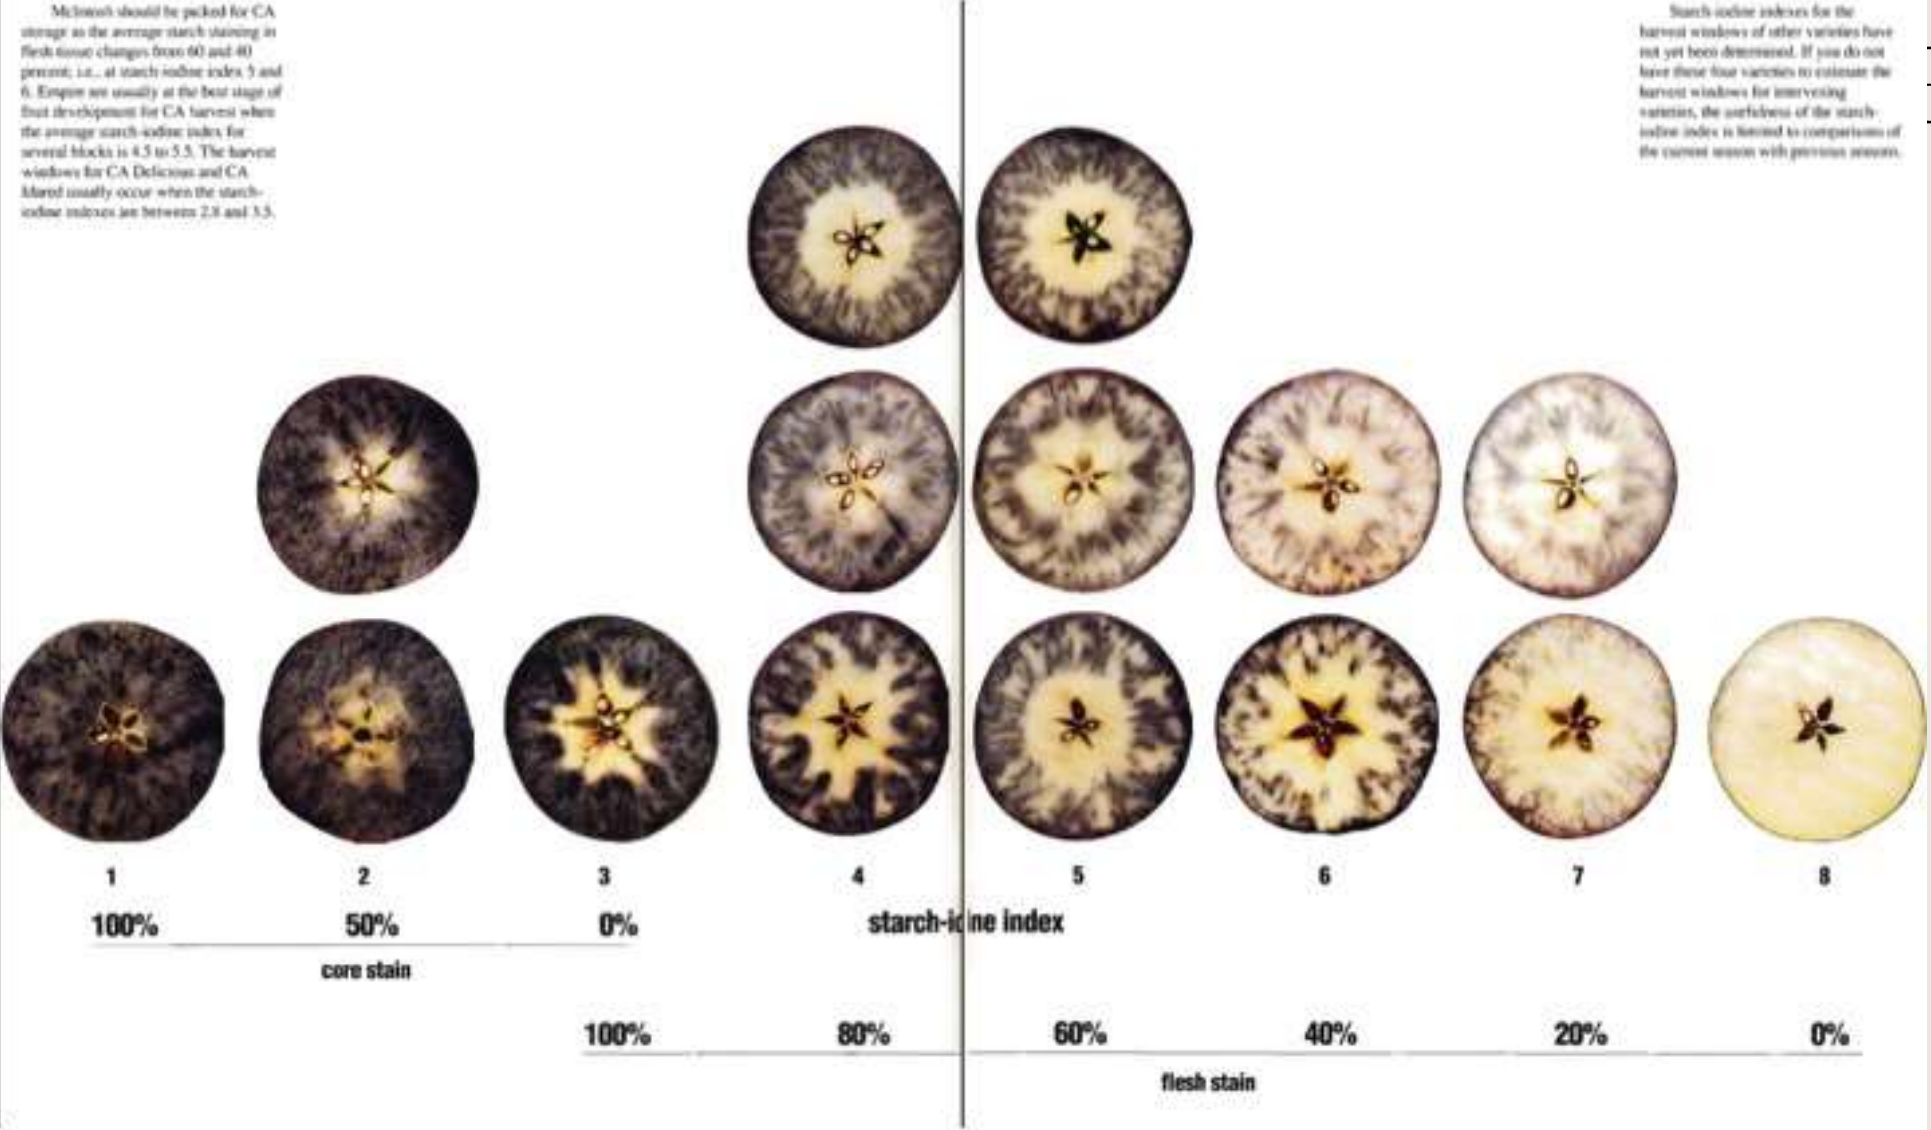 McIntosh should be picked for CA
storage as the average starch staining in
flesh tissue changes from 60 and 40
percent; i.e., at starch-iodine index 5 and
6. Empire are usually at the best stage of
fruit development for CA harvest when
the average starch-iodine index for
several blocks is 4.5 to 5.5. The harvest
windows for CA Delicious and CA
Idared usually occur when the starch-
iodine indexes are between 2.8 and 3.5.
Starch-iodine indexes for the
harvest windows of other varieties have
not yet been determined. If you do not
have these four varieties to estimate the
harvest windows for intervening
varieties, the usefulness of the starch-
iodine index is limited to comparisons of
the current season with previous seasons.
1 2 3 4 5 6 7 8
100% 50% 0% starch-io ine index
core stain
100% 80% 60% 40% 20% 0%
flesh stain